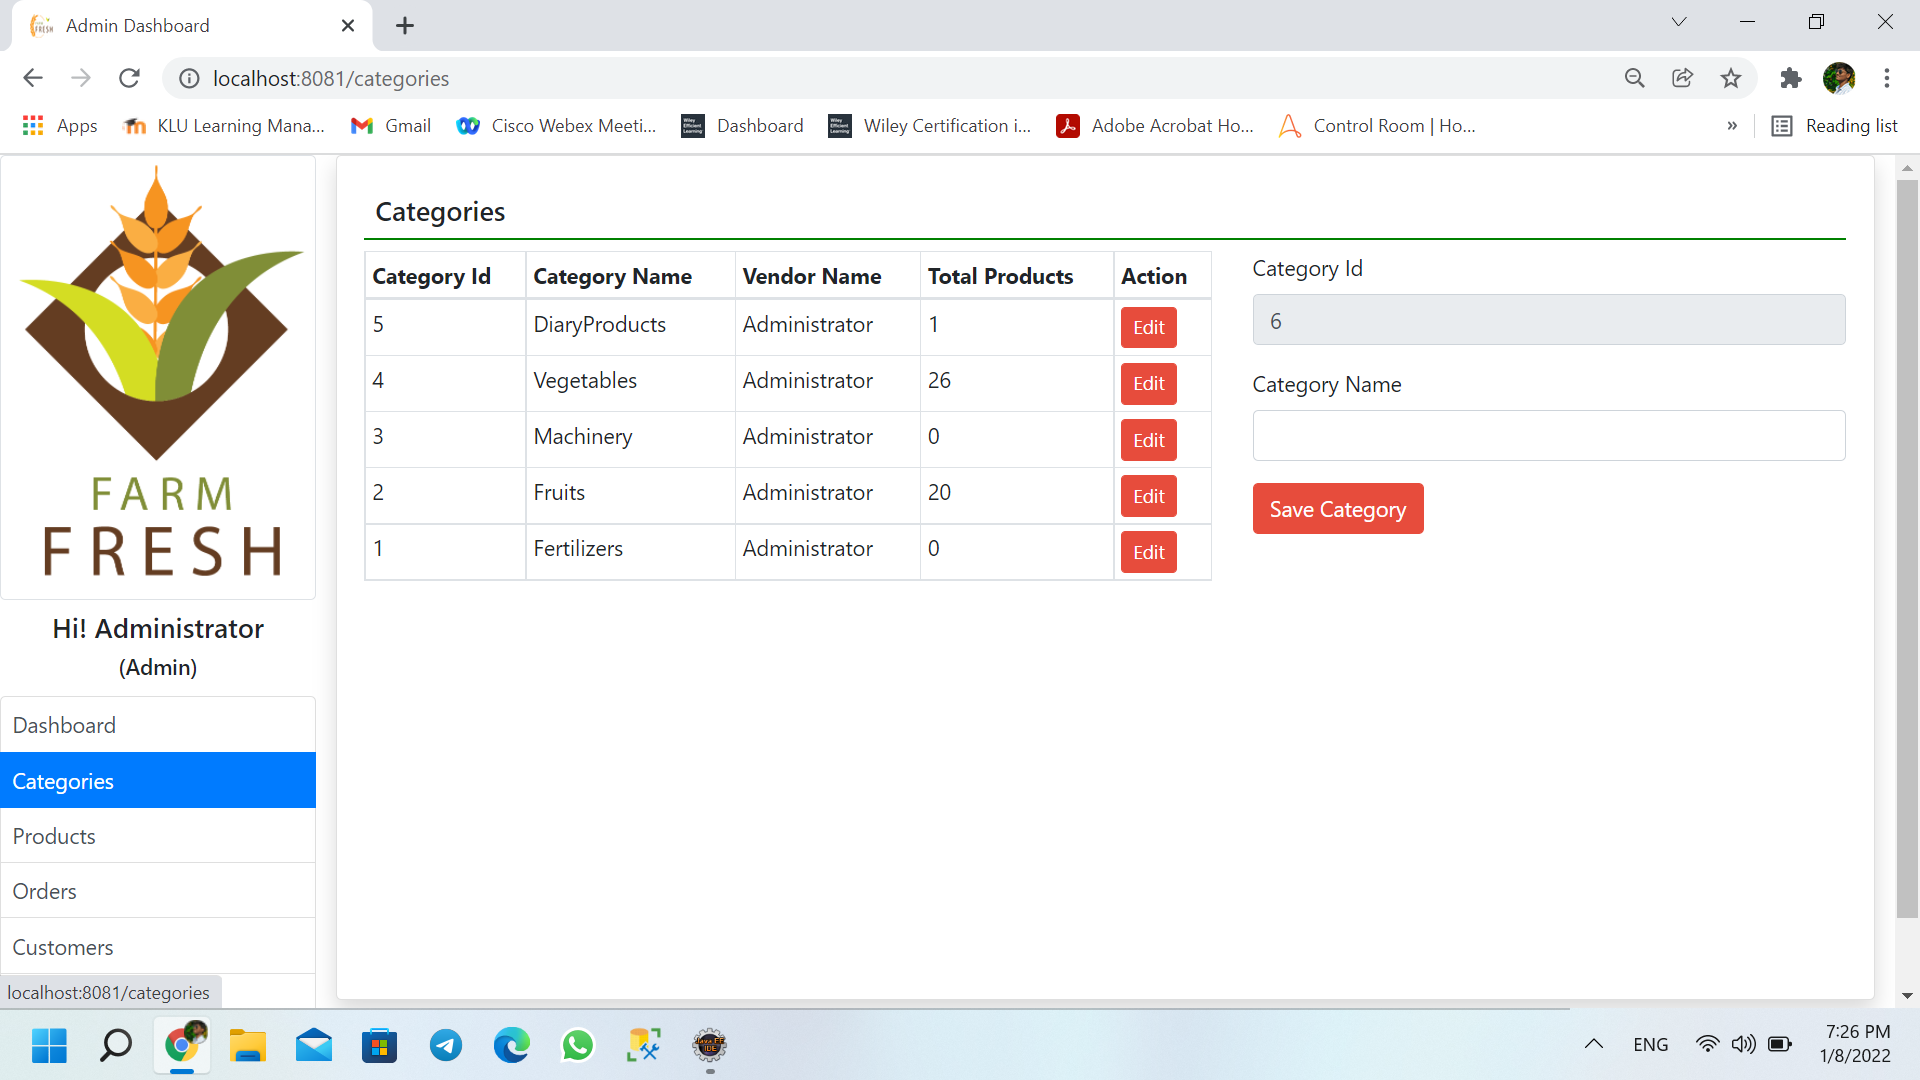 Admin Dashboard
localhost:8081/categories
Apps
KLU Learning Mana...
Gmail
Cisco Webex Meeti...
Dashboard
Wiley Certification i...
Adobe Acrobat Ho...
Control Room | Ho...
»
Reading list
FARM
FRESH
Hi! Administrator
(Admin)
Dashboard
Categories
Products
Orders
Customers
localhost:8081/categories
Categories
Category Id Category Name Vendor Name Total Products Action
5 DiaryProducts Administrator 1 Edit
4 Vegetables Administrator 26 Edit
3 Machinery Administrator 0 Edit
2 Fruits Administrator 20 Edit
1 Fertilizers Administrator 0 Edit
Category Id
6
Category Name
Save Category
ENG
7:26 PM
1/8/2022